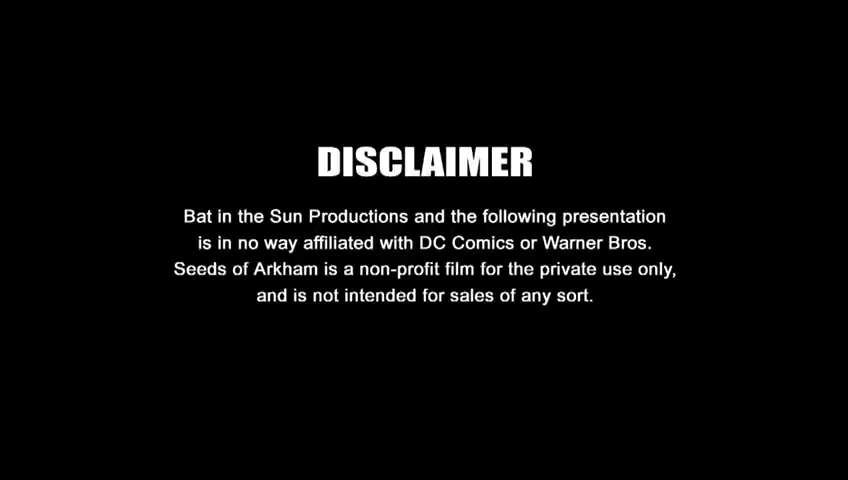 DISCLAIMER
Bat in the Sun Productions and the following presentation
is in no way affiliated with DC Comics or Warner Bros.
Seeds of Arkham is a non-profit film for the private use only,
and is not intended for sales of any sort.